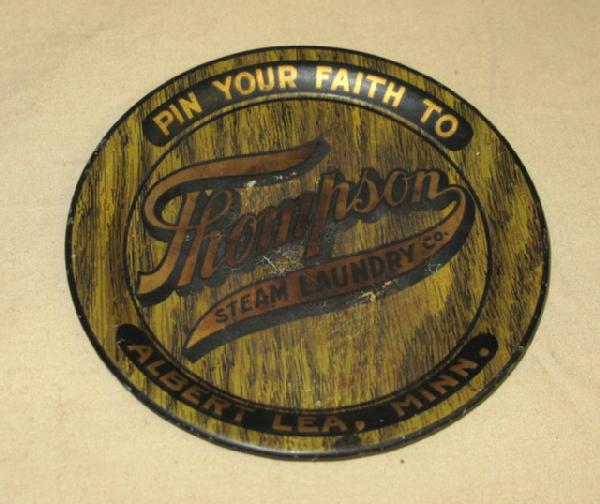 PIN YOUR FAITH TO
Thompson
STEAM LAUNDRY CO.
ALBERT LEA, MINN.